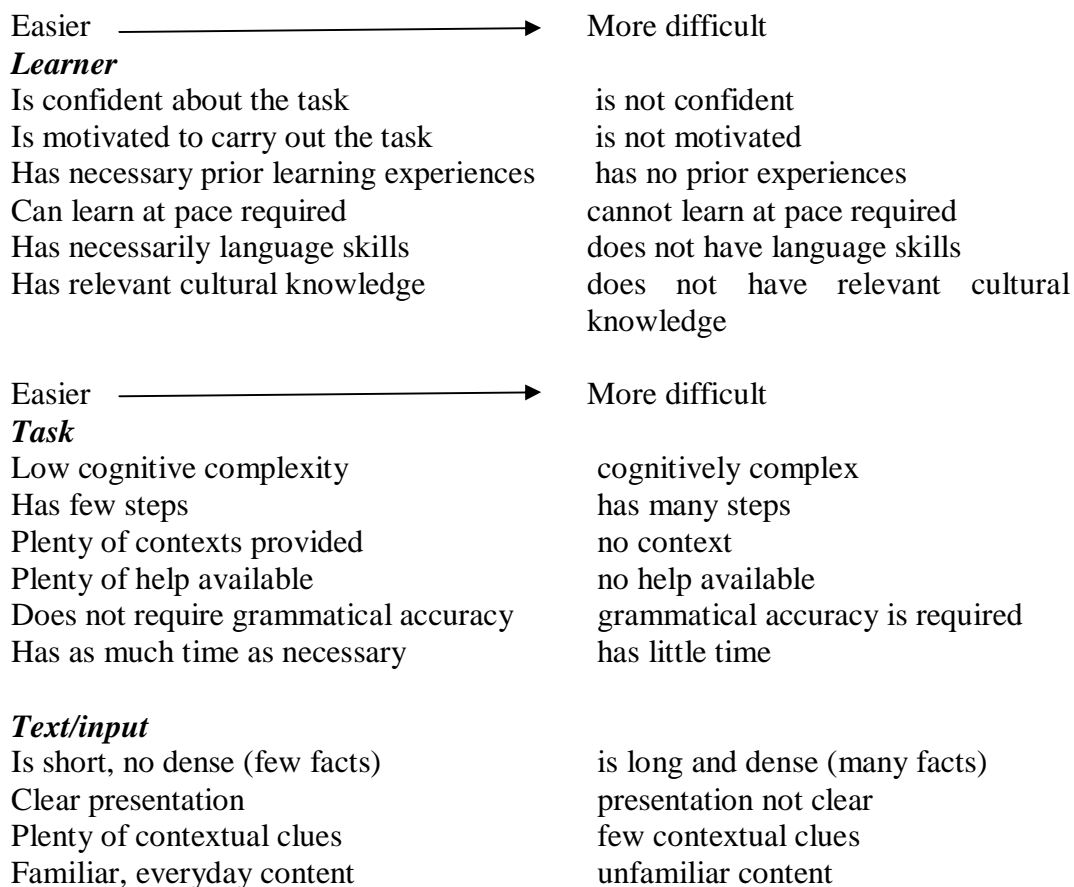 Easier More difficult
Learner
Is confident about the task is not confident
Is motivated to carry out the task is not motivated
Has necessary prior learning experiences has no prior experiences
Can learn at pace required cannot learn at pace required
Has necessarily language skills does not have language skills
Has relevant cultural knowledge does not have relevant cultural
knowledge
Easier More difficult
Task
Low cognitive complexity cognitively complex
Has few steps has many steps
Plenty of contexts provided no context
Plenty of help available no help available
Does not require grammatical accuracy grammatical accuracy is required
Has as much time as necessary has little time
Text/input
Is short, no dense (few facts) is long and dense (many facts)
Clear presentation presentation not clear
Plenty of contextual clues few contextual clues
Familiar, everyday content unfamiliar content